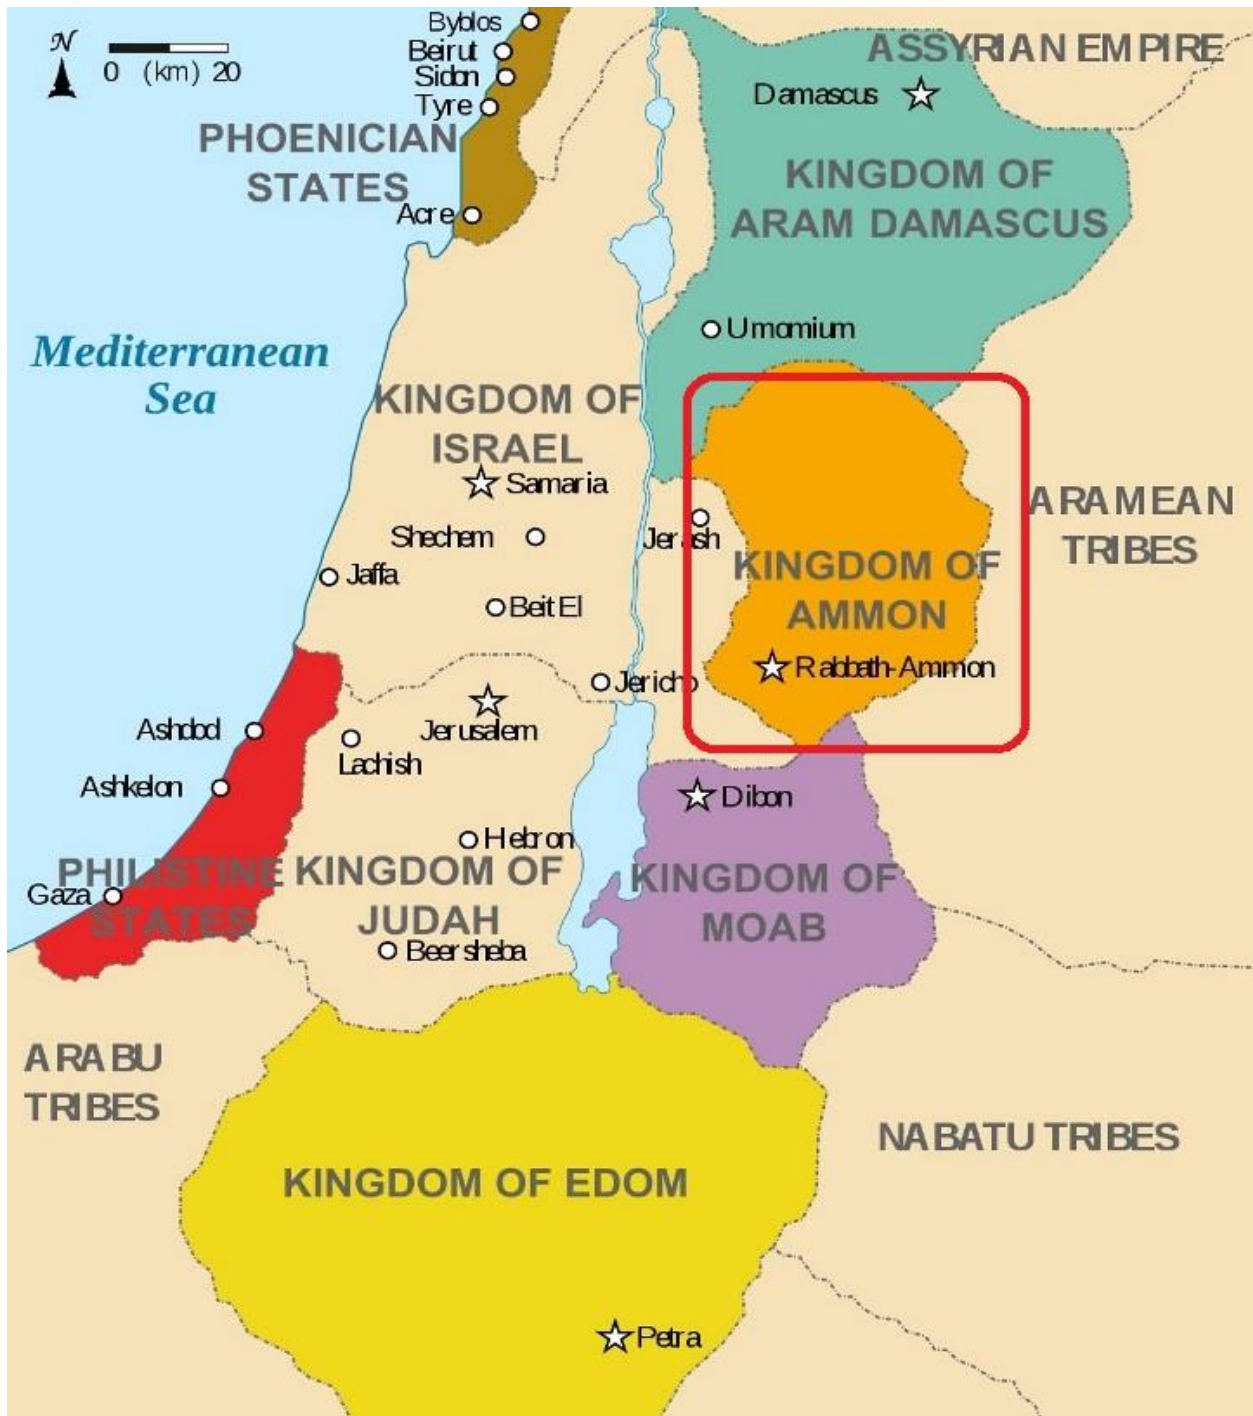 Byblos
N
Beirut
ASSYRIAN EMPIRE
0 (km) 20
Sidon
Damascus
Tyre
PHOENICIAN
STATES
KINGDOM OF
ARAM DAMASCUS
Acre
Umomium
Mediterranean
Sea
KINGDOM OF
ISRAEL
Samaria
ARAMEAN
TRIBES
Shechem
Jerash
KINGDOM OF
AMMON
Jaffa
Beit El
Rabbath-Ammon
Jericho
Ashdod
Jerusalem
Lachish
Ashkelon
Dibon
Hebron
PHILISTINE
STATES
KINGDOM OF
JUDAH
KINGDOM OF
MOAB
Gaza
Beersheba
ARABU
TRIBES
NABATU TRIBES
KINGDOM OF EDOM
Petra